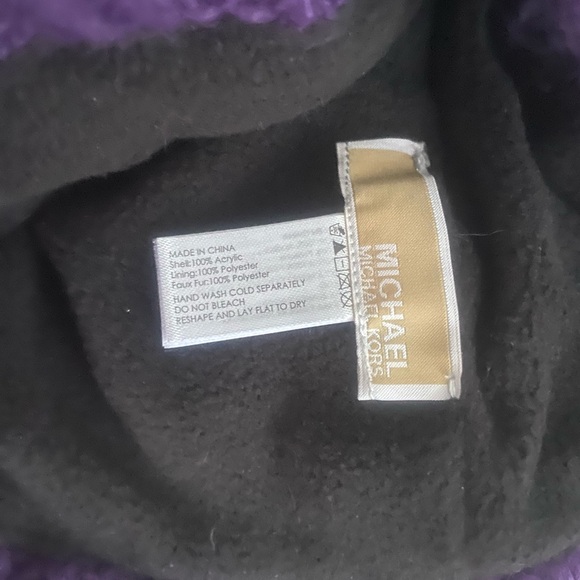 MADE IN CHINA
Shell:100% Acrylic
Lining:100% Polyester
Faux Fur:100% Polyester
HAND WASH COLD SEPARATELY
DO NOT BLEACH
RESHAPE AND LAY FLAT TO DRY
MICHAEL
MICHAEL KORS